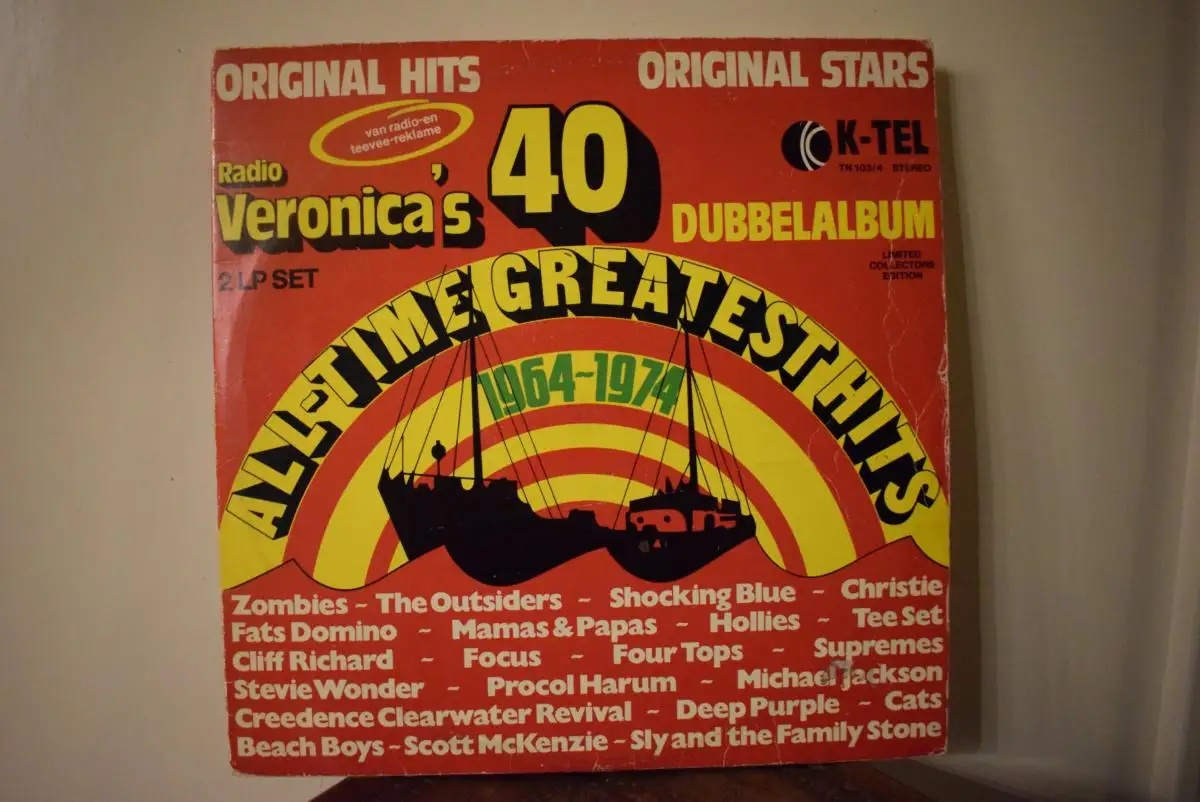 ORIGINAL HITS
ORIGINAL STARS
van radio-en
teevee-reklame
40
K-TEL
TN 103/4 STEREO
Radio
Veronica's
DUBBELALBUM
2 LP SET
LIMITED
COLLECTORS
EDITION
ALL-TIME GREATEST HITS
1964~1974
Zombies ~ The Outsiders ~ Shocking Blue ~ Christie
Fats Domino ~ Mamas & Papas ~ Hollies ~ Tee Set
Cliff Richard ~ Focus ~ Four Tops ~ Supremes
Stevie Wonder ~ Procol Harum ~ Michael Jackson
Creedence Clearwater Revival ~ Deep Purple ~ Cats
Beach Boys ~ Scott McKenzie ~ Sly and the Family Stone